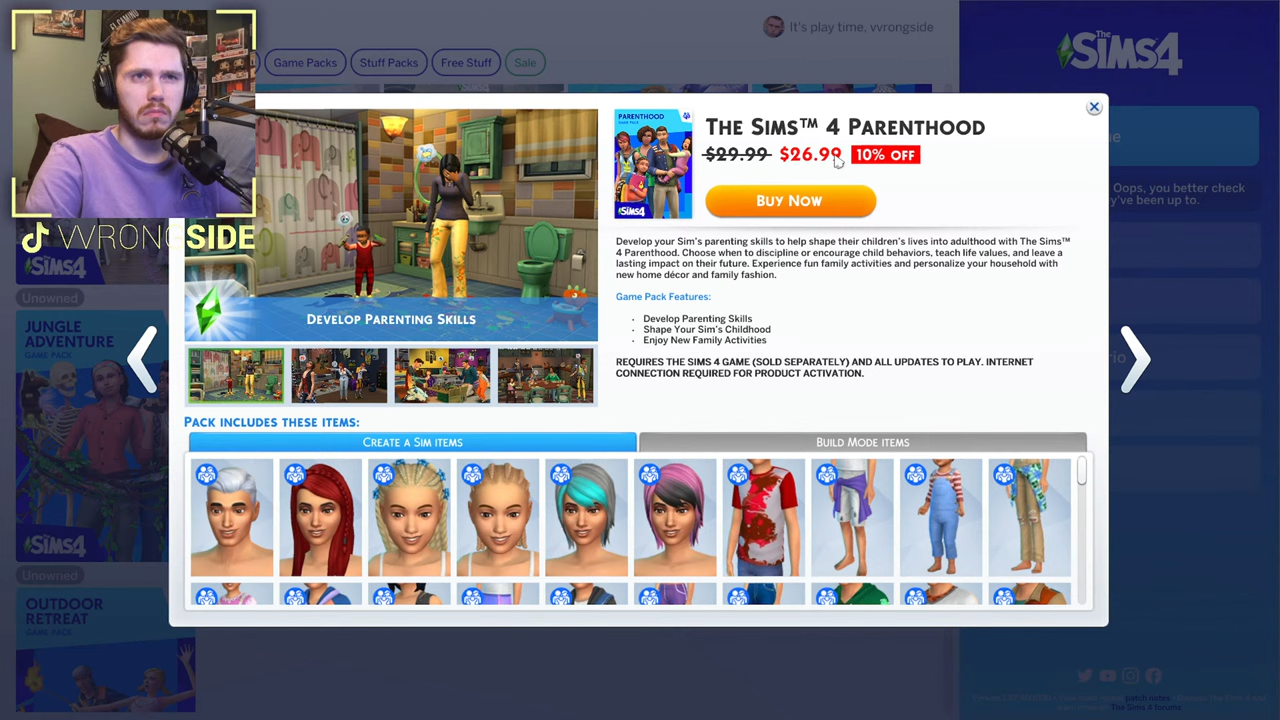 It's play time, vvrongside
Game Packs
Stuff Packs
Free Stuff
Sale
THE SIMS4
VVRONGSIDE
THE SIMS™ 4 PARENTHOOD
$29.99 $26.99 10% OFF
BUY NOW
PARENTHOOD
GAME PACK
SIMS4
Develop your Sim's parenting skills to help shape their children's lives into adulthood with The Sims™
4 Parenthood. Choose when to discipline or encourage child behaviors, teach life values, and leave a
lasting impact on their future. Experience fun family activities and personalize your household with
new home décor and family fashion.
Game Pack Features:
· Develop Parenting Skills
· Shape Your Sim's Childhood
· Enjoy New Family Activities
REQUIRES THE SIMS 4 GAME (SOLD SEPARATELY) AND ALL UPDATES TO PLAY. INTERNET
CONNECTION REQUIRED FOR PRODUCT ACTIVATION.
DEVELOP PARENTING SKILLS
PACK INCLUDES THESE ITEMS:
CREATE A SIM ITEMS
BUILD MODE ITEMS
SIMS4
Unowned
JUNGLE
ADVENTURE
GAME PACK
SIMS4
Unowned
OUTDOOR
RETREAT
GAME PACK
Oops, you better check
've been up to.
patch notes
The Sims 4 forums